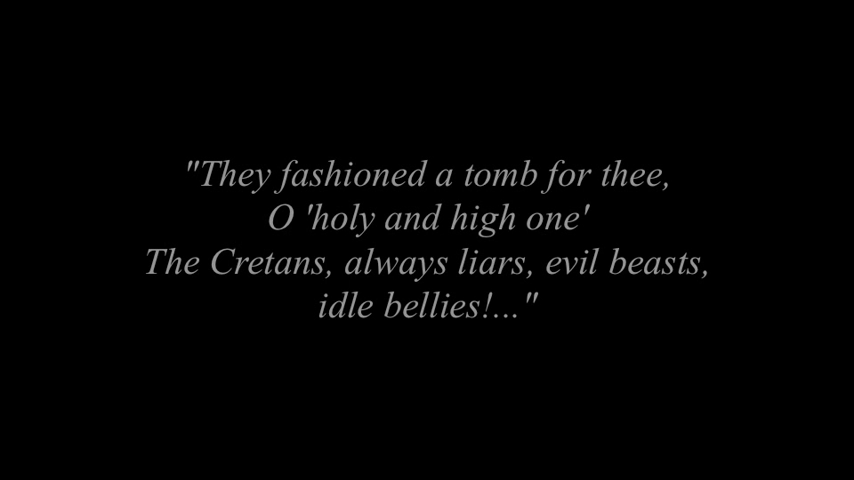 "They fashioned a tomb for thee,
O 'holy and high one'
The Cretans, always liars, evil beasts,
idle bellies!..."